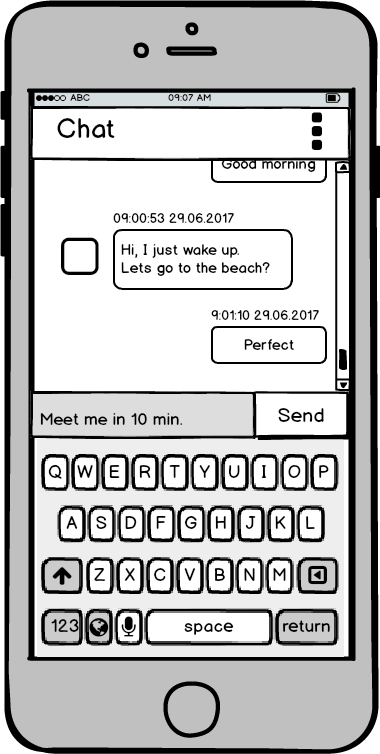 ABC
09:07 AM
Chat
Good morning
09:00:53 29.06.2017
Hi, I just wake up.
Lets go to the beach?
9:01:10 29.06.2017
Perfect
Meet me in 10 min.
Send
Q W E R T Y U I O P
A S D F G H J K L
Z X C V B N M
123 space return